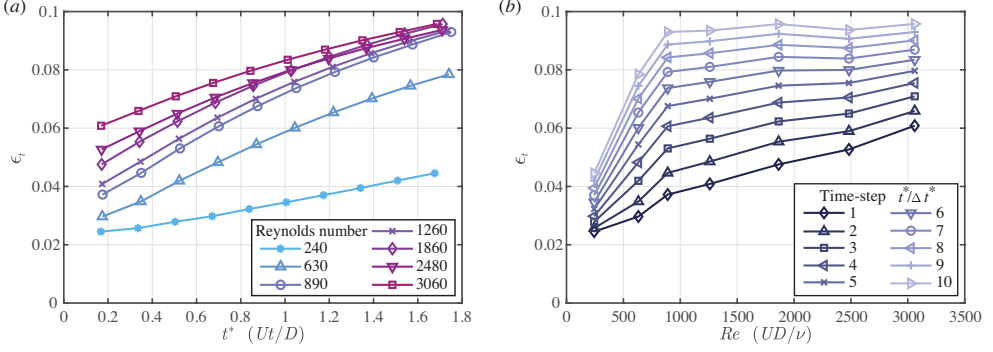 (a)
0.1
0.08
0.06
0.04
0.02
0
ϵt
0 0.2 0.4 0.6 0.8 1.0 1.2 1.4 1.6 1.8
t* (Ut/D)
Reynolds number
240
630
890
1260
1860
2480
3060
(b)
0.1
0.08
0.06
0.04
0.02
0
ϵt
0 500 1000 1500 2000 2500 3000 3500
Re (UD/ν)
Time-step t*/Δt*
1
2
3
4
5
6
7
8
9
10